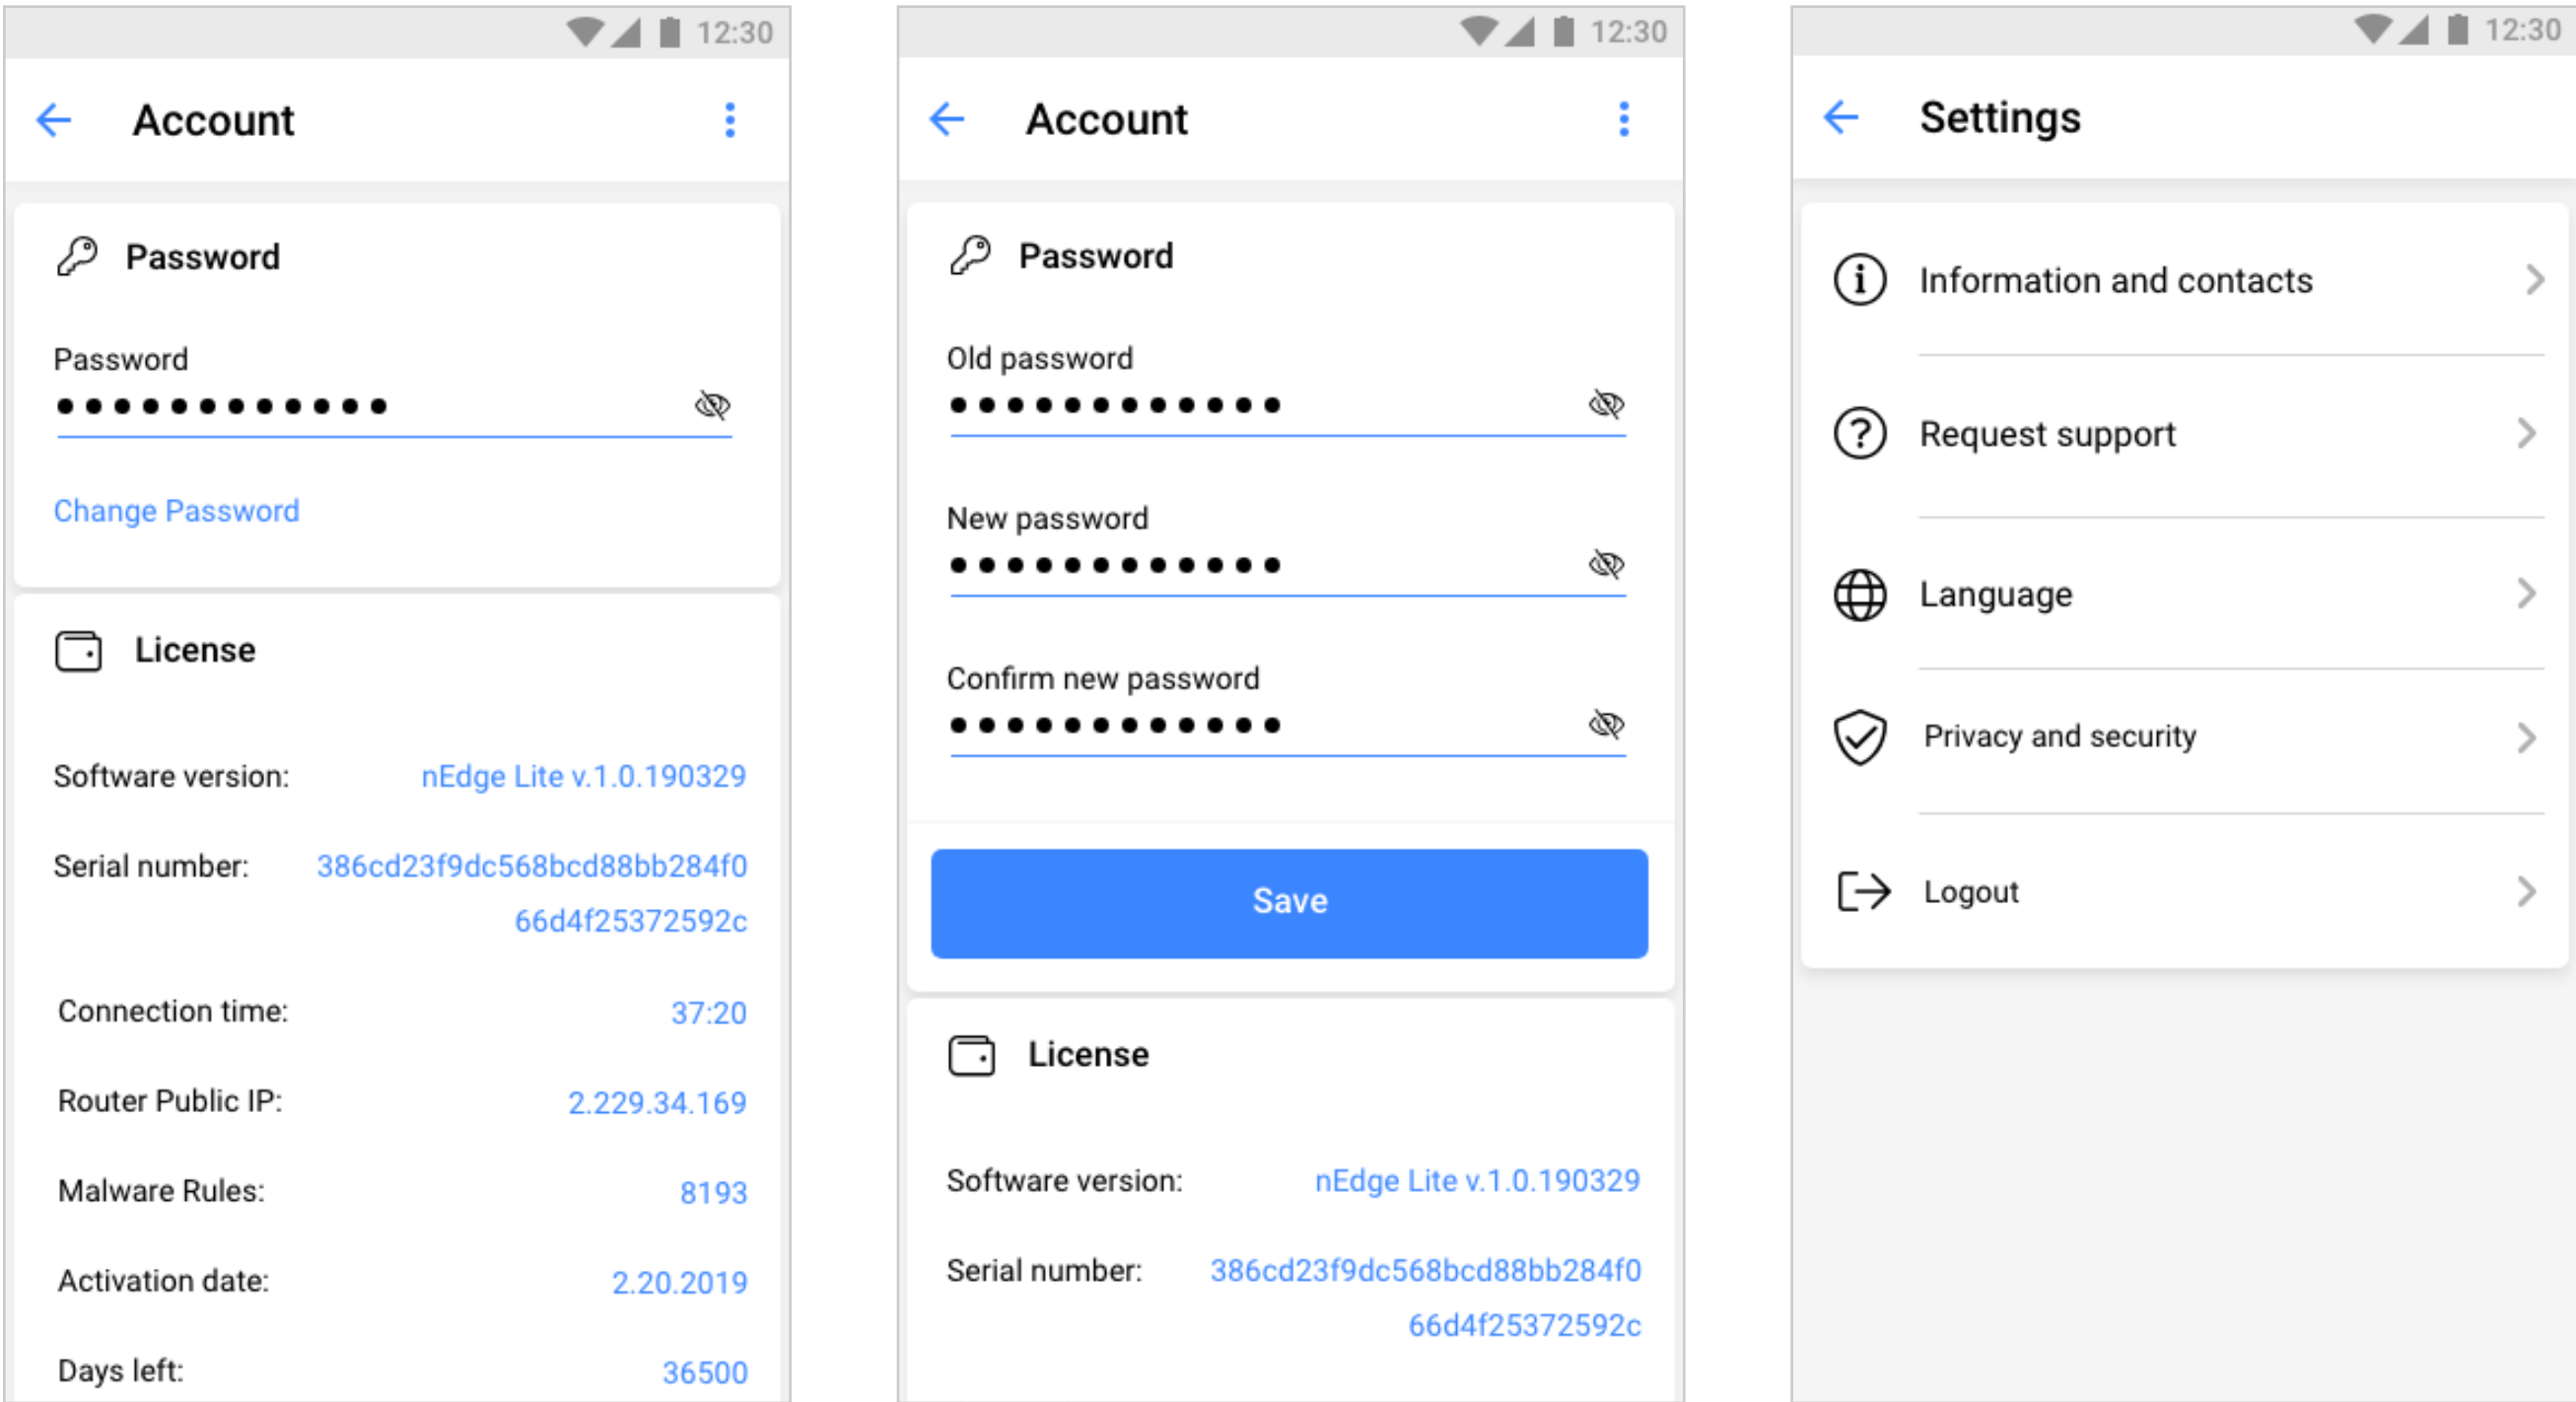 12:30
Account
Password
Password
Change Password
License
Software version: nEdge Lite v.1.0.190329
Serial number: 386cd23f9dc568bcd88bb284f0
66d4f25372592c
Connection time: 37:20
Router Public IP: 2.229.34.169
Malware Rules: 8193
Activation date: 2.20.2019
Days left: 36500
12:30
Account
Password
Old password
New password
Confirm new password
Save
License
Software version: nEdge Lite v.1.0.190329
Serial number: 386cd23f9dc568bcd88bb284f0
66d4f25372592c
12:30
Settings
Information and contacts
Request support
Language
Privacy and security
Logout